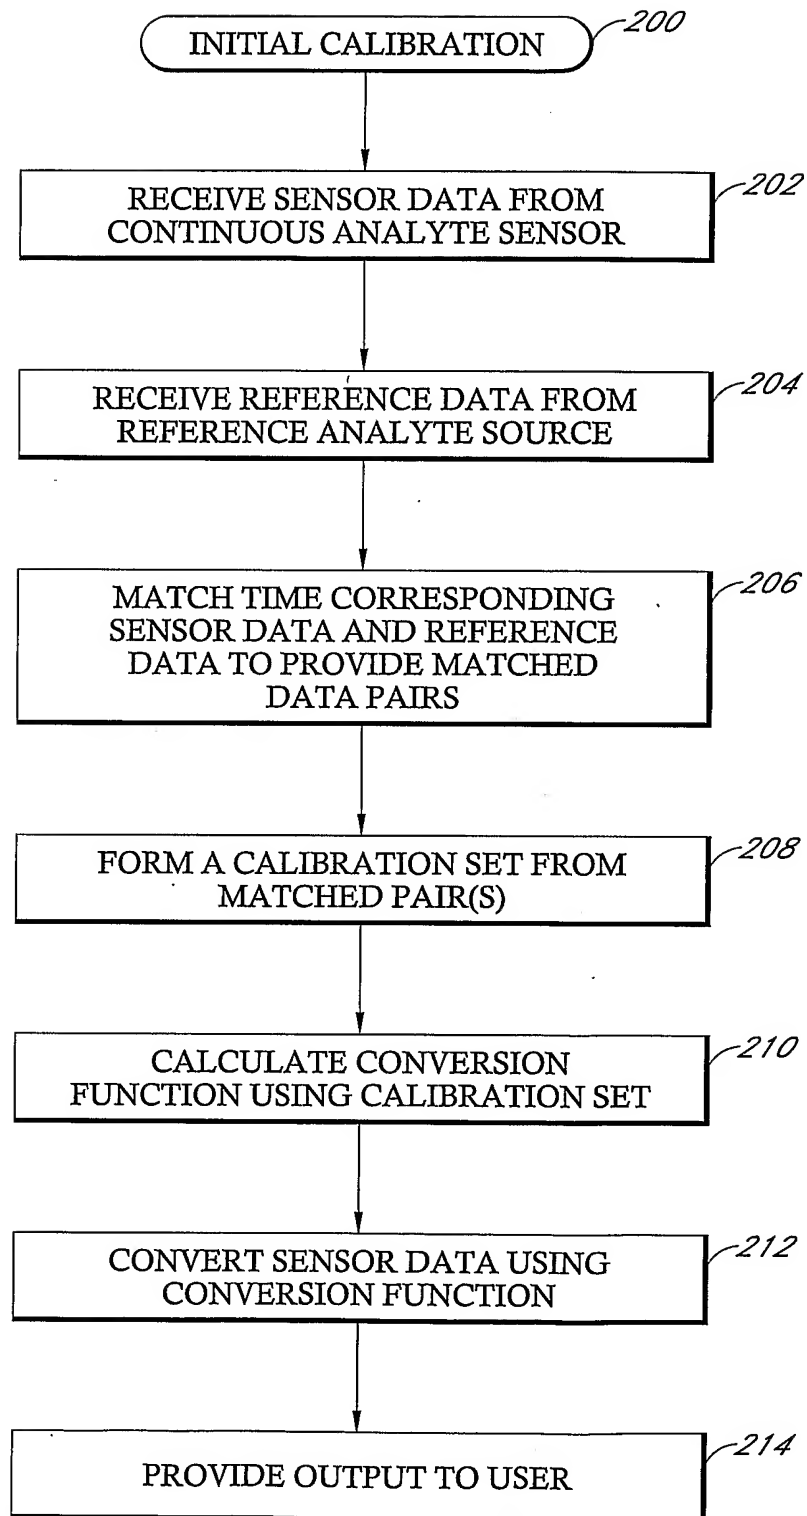 INITIAL CALIBRATION
200
RECEIVE SENSOR DATA FROM
CONTINUOUS ANALYTE SENSOR
202
RECEIVE REFERENCE DATA FROM
REFERENCE ANALYTE SOURCE
204
MATCH TIME CORRESPONDING
SENSOR DATA AND REFERENCE
DATA TO PROVIDE MATCHED
DATA PAIRS
206
FORM A CALIBRATION SET FROM
MATCHED PAIR(S)
208
CALCULATE CONVERSION
FUNCTION USING CALIBRATION SET
210
CONVERT SENSOR DATA USING
CONVERSION FUNCTION
212
PROVIDE OUTPUT TO USER
214